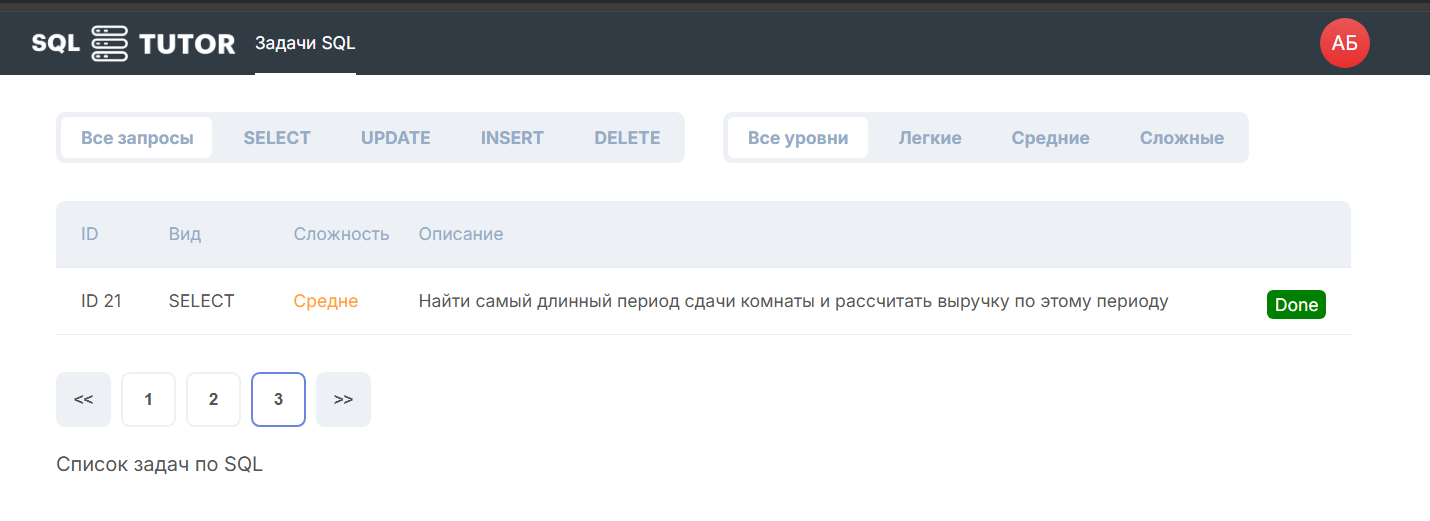 SQL TUTOR Задачи SQL АБ
Все запросы SELECT UPDATE INSERT DELETE Все уровни Легкие Средние Сложные
ID Вид Сложность Описание
ID 21 SELECT Средне Найти самый длинный период сдачи комнаты и рассчитать выручку по этому периоду Done
<< 1 2 3 >>
Список задач по SQL